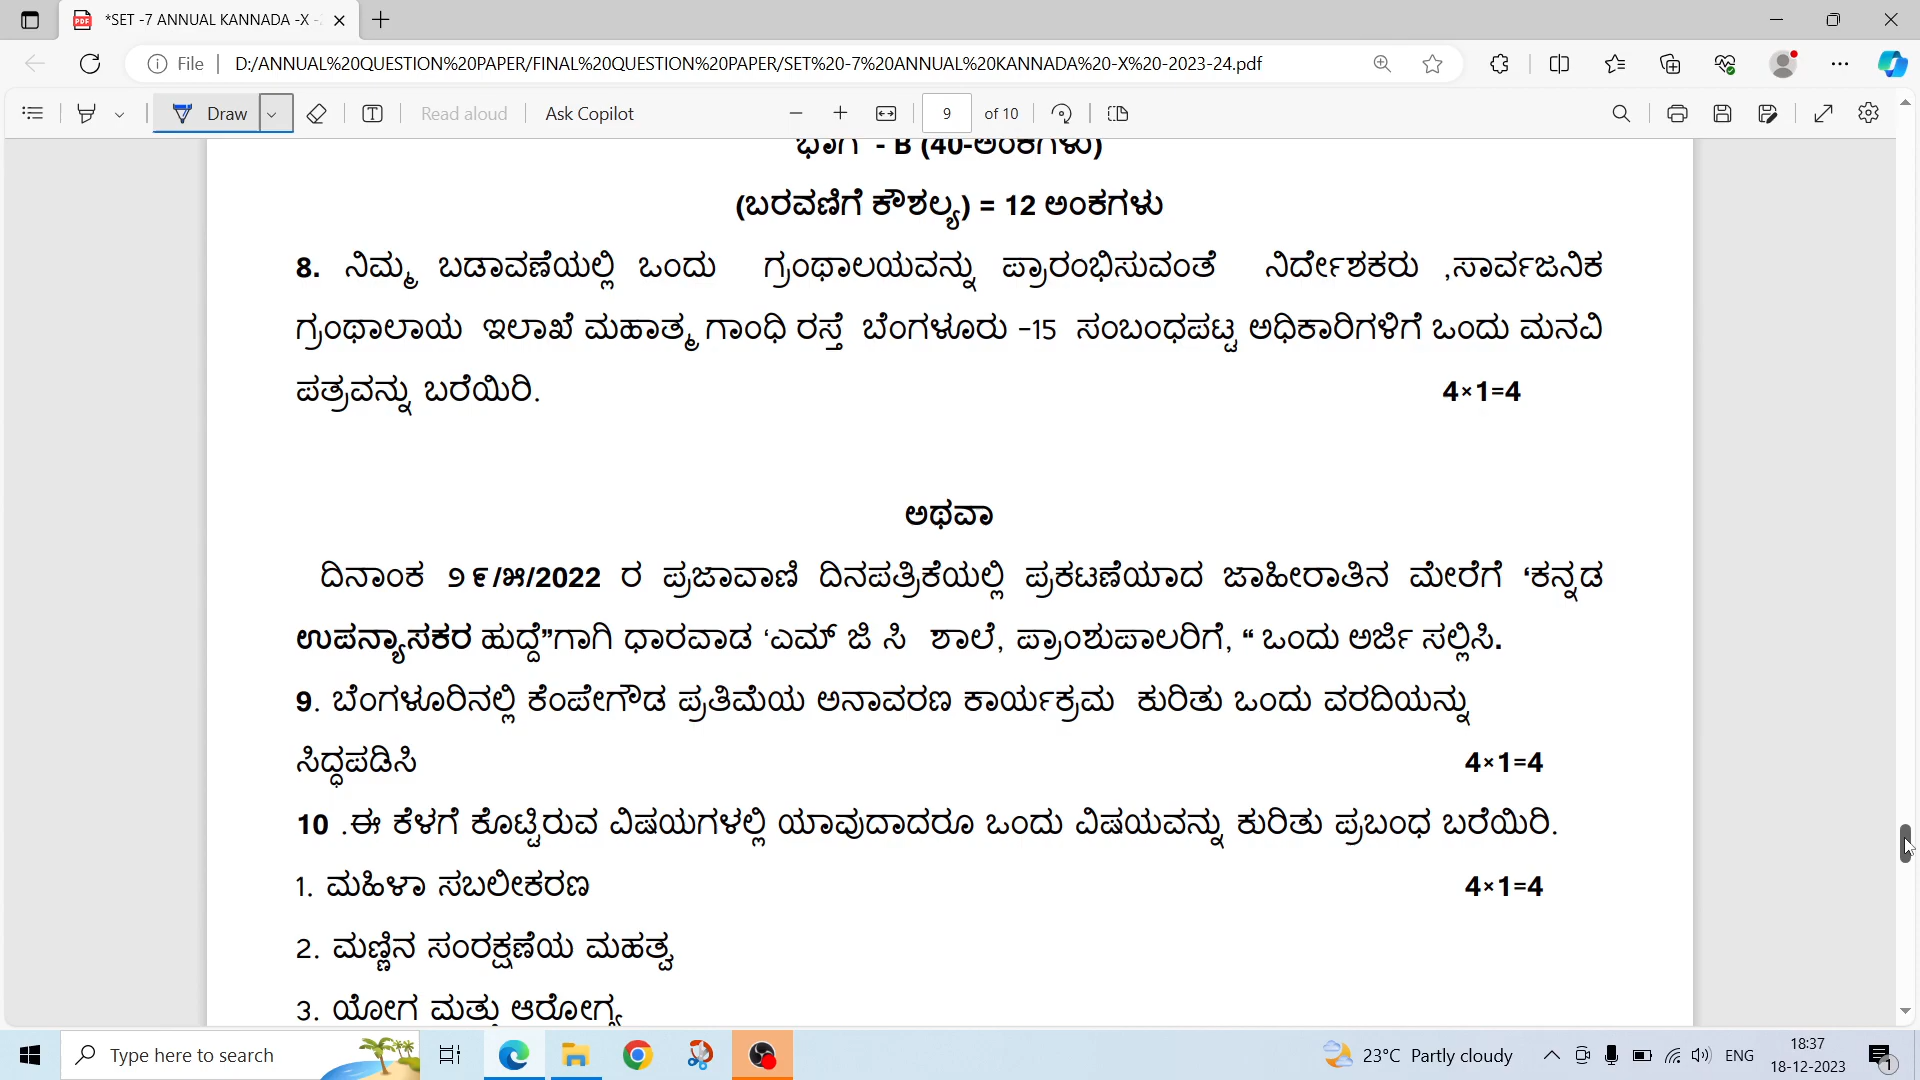 *SET -7 ANNUAL KANNADA -X -2
File
D:/ANNUAL%20QUESTION%20PAPER/FINAL%20QUESTION%20PAPER/SET%20-7%20ANNUAL%20KANNADA%20-X%20-2023-24.pdf
Draw
Read aloud
Ask Copilot
9 of 10
ಭಾಗ - B (40-ಅಂಕಗಳು)
(ಬರವಣಿಗೆ ಕೌಶಲ್ಯ) = 12 ಅಂಕಗಳು
8. ನಿಮ್ಮ ಬಡಾವಣೆಯಲ್ಲಿ ಒಂದು ಗ್ರಂಥಾಲಯವನ್ನು ಪ್ರಾರಂಭಿಸುವಂತೆ ನಿರ್ದೇಶಕರು ,ಸಾರ್ವಜನಿಕ
ಗ್ರಂಥಾಲಾಯ ಇಲಾಖೆ ಮಹಾತ್ಮ ಗಾಂಧಿ ರಸ್ತೆ ಬೆಂಗಳೂರು -15 ಸಂಬಂಧಪಟ್ಟ ಅಧಿಕಾರಿಗಳಿಗೆ ಒಂದು ಮನವಿ
ಪತ್ರವನ್ನು ಬರೆಯಿರಿ. 4×1=4
ಅಥವಾ
ದಿನಾಂಕ ೨೯/೫/2022 ರ ಪ್ರಜಾವಾಣಿ ದಿನಪತ್ರಿಕೆಯಲ್ಲಿ ಪ್ರಕಟಣೆಯಾದ ಜಾಹೀರಾತಿನ ಮೇರೆಗೆ ‘ಕನ್ನಡ
ಉಪನ್ಯಾಸಕರ ಹುದ್ದೆ”ಗಾಗಿ ಧಾರವಾಡ ‘ಎಮ್ ಜಿ ಸಿ ಶಾಲೆ, ಪ್ರಾಂಶುಪಾಲರಿಗೆ, “ ಒಂದು ಅರ್ಜಿ ಸಲ್ಲಿಸಿ.
9. ಬೆಂಗಳೂರಿನಲ್ಲಿ ಕೆಂಪೇಗೌಡ ಪ್ರತಿಮೆಯ ಅನಾವರಣ ಕಾರ್ಯಕ್ರಮ ಕುರಿತು ಒಂದು ವರದಿಯನ್ನು
ಸಿದ್ಧಪಡಿಸಿ 4×1=4
10 .ಈ ಕೆಳಗೆ ಕೊಟ್ಟಿರುವ ವಿಷಯಗಳಲ್ಲಿ ಯಾವುದಾದರೂ ಒಂದು ವಿಷಯವನ್ನು ಕುರಿತು ಪ್ರಬಂಧ ಬರೆಯಿರಿ.
1. ಮಹಿಳಾ ಸಬಲೀಕರಣ 4×1=4
2. ಮಣ್ಣಿನ ಸಂರಕ್ಷಣೆಯ ಮಹತ್ವ
3. ಯೋಗ ಮತ್ತು ಆರೋಗ್ಯ
Type here to search
23°C Partly cloudy
ENG
18:37
18-12-2023
1